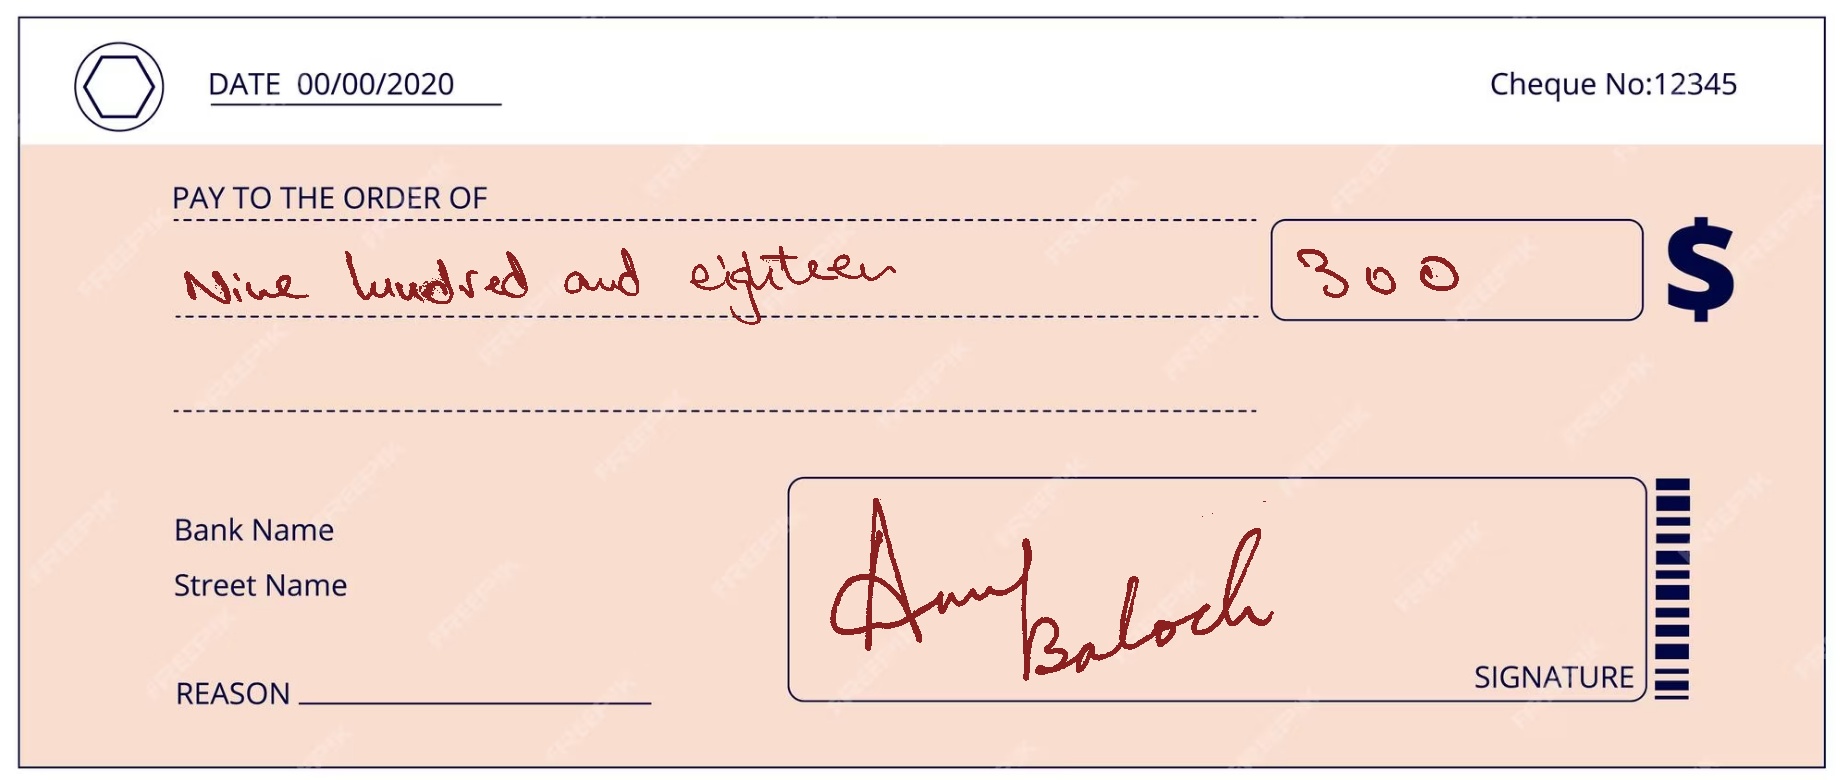 DATE 00/00/2020
Cheque No:12345
PAY TO THE ORDER OF
Nine hundred and eighteen
300
$
Bank Name
Street Name
Baloch
SIGNATURE
REASON